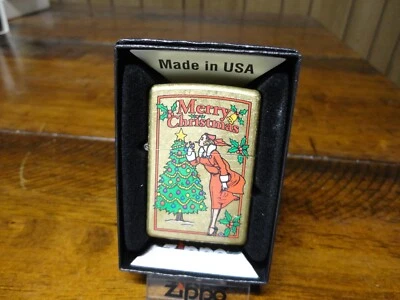 Made in USA
Merry
Christmas
zippo